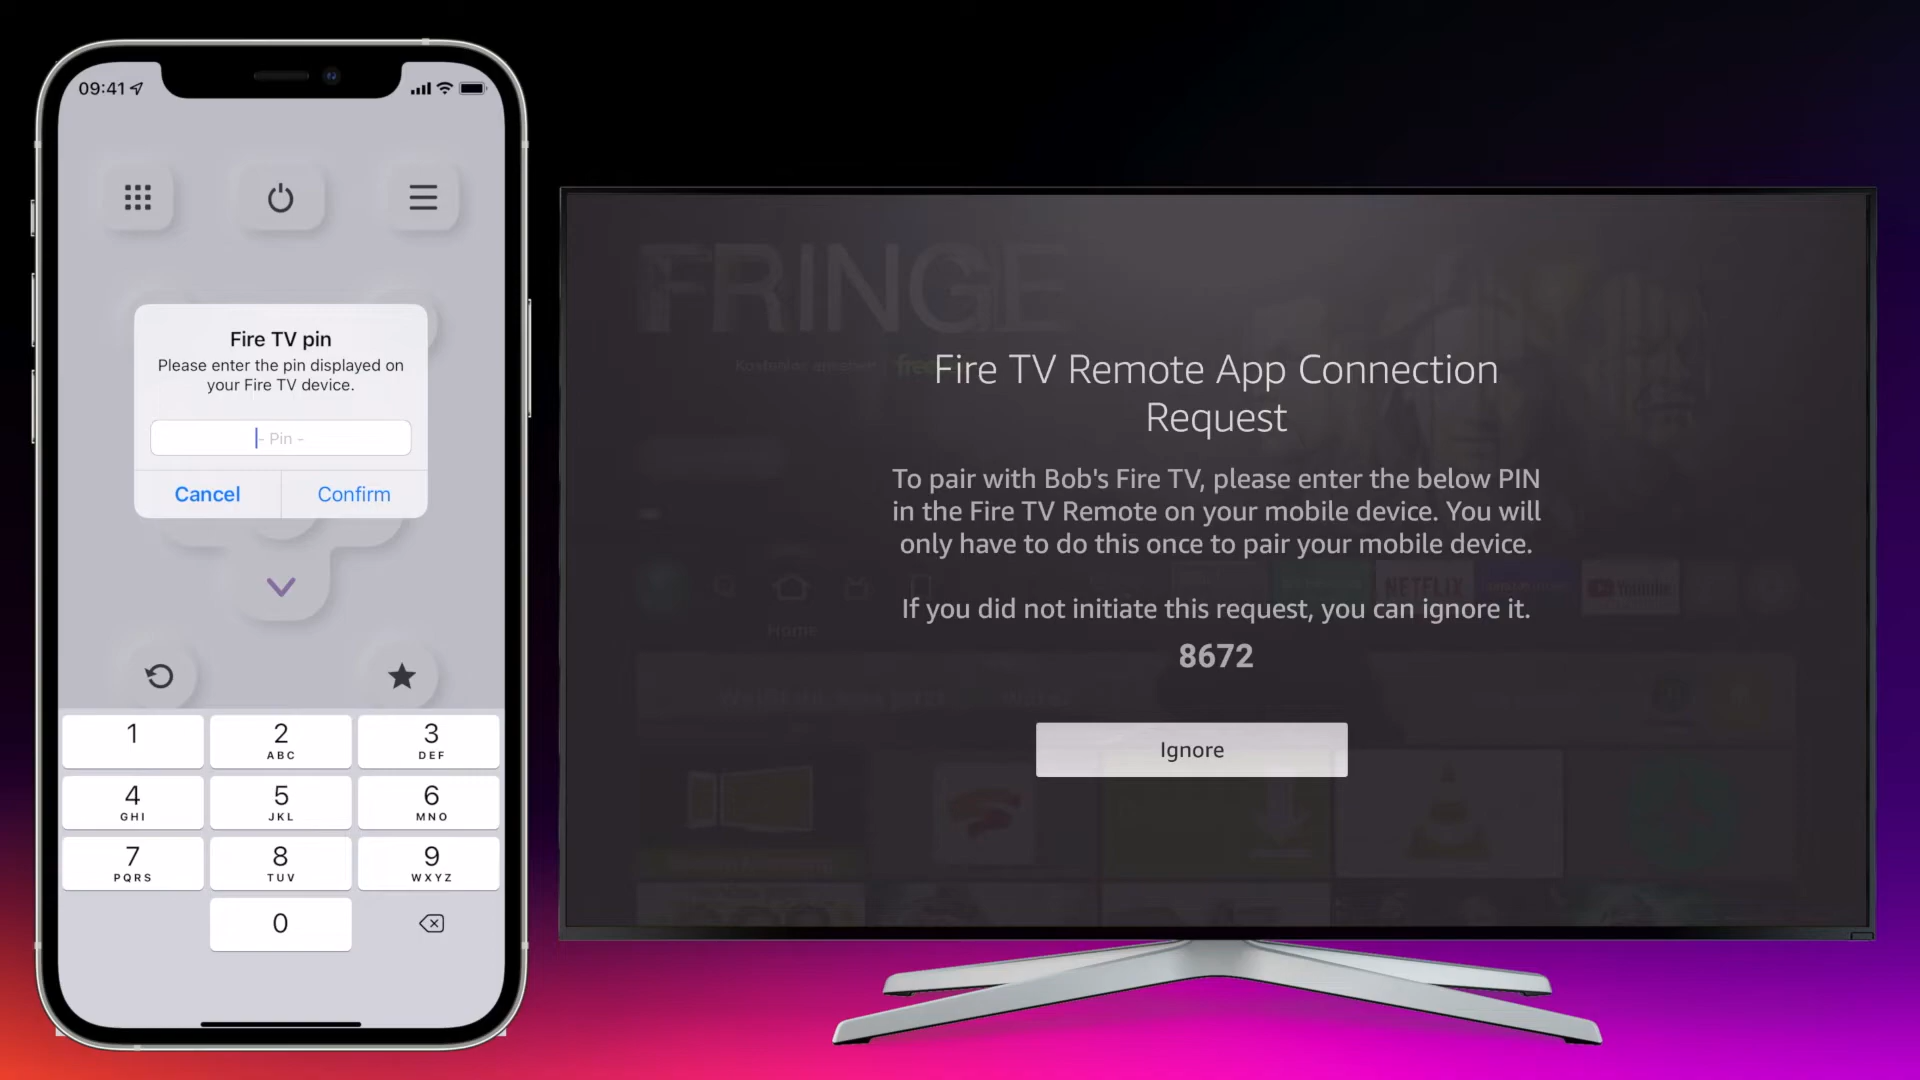 09:41
Fire TV pin
Please enter the pin displayed on
your Fire TV device.
- Pin -
Cancel
Confirm
1
2
ABC
3
DEF
4
GHI
5
JKL
6
MNO
7
PQRS
8
TUV
9
WXYZ
0
FRINGE
Fire TV Remote App Connection
Request
To pair with Bob's Fire TV, please enter the below PIN
in the Fire TV Remote on your mobile device. You will
only have to do this once to pair your mobile device.
NETFLIX
YouTube
If you did not initiate this request, you can ignore it.
Home
8672
Ignore